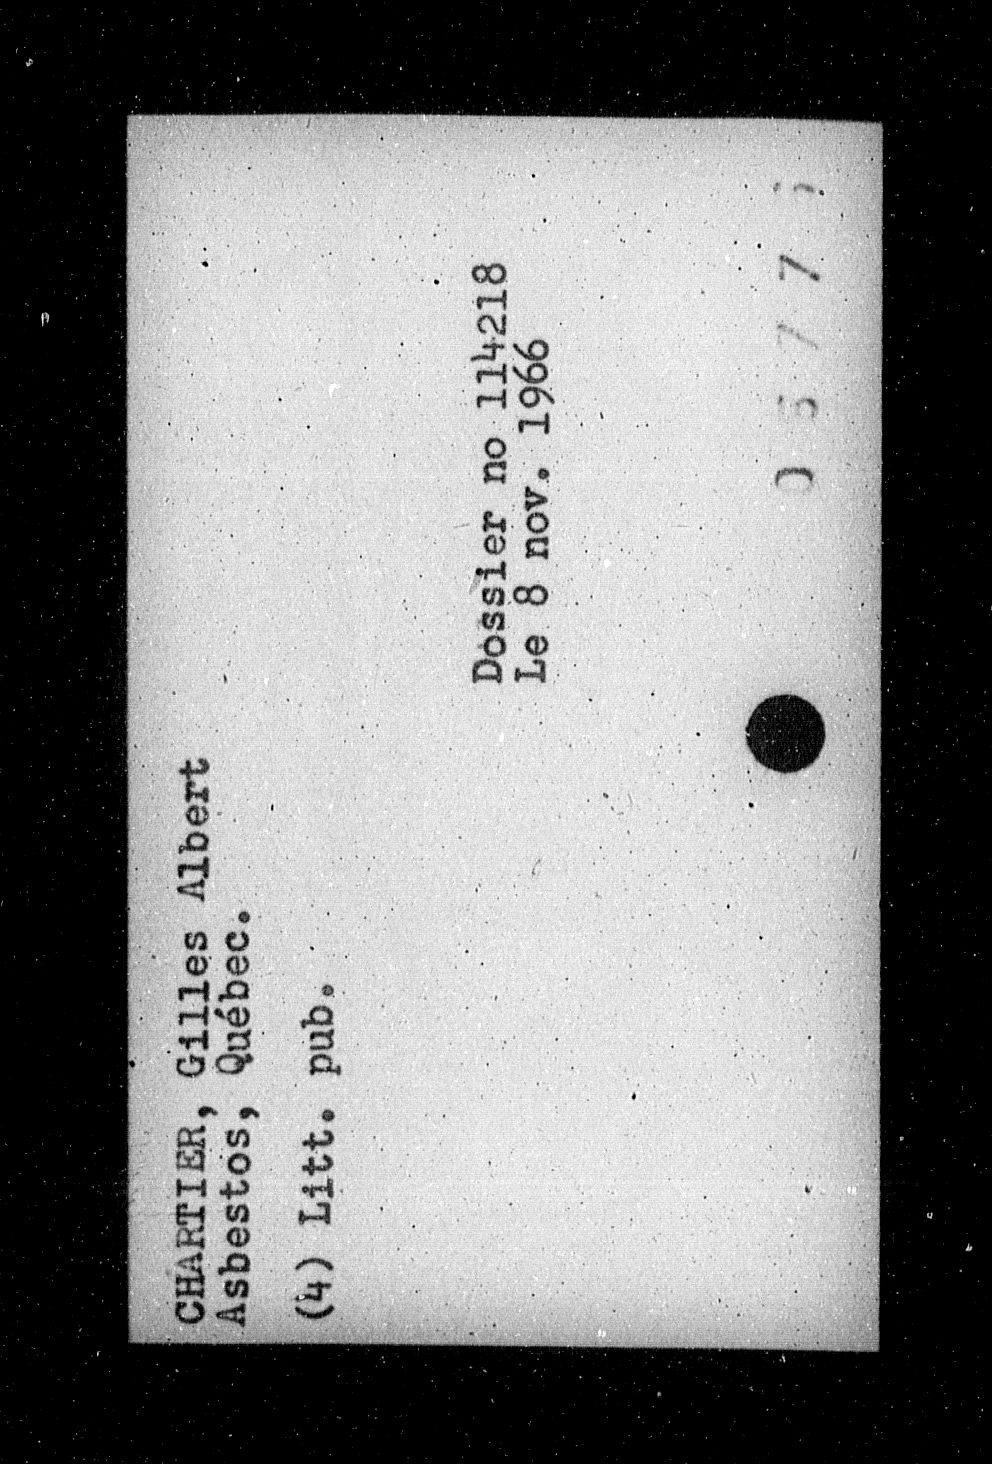 CHARTIER, Gilles Albert
Asbestos, Québec.
(4) Litt. pub.
Dossier no 114218
Le 8 nov. 1966